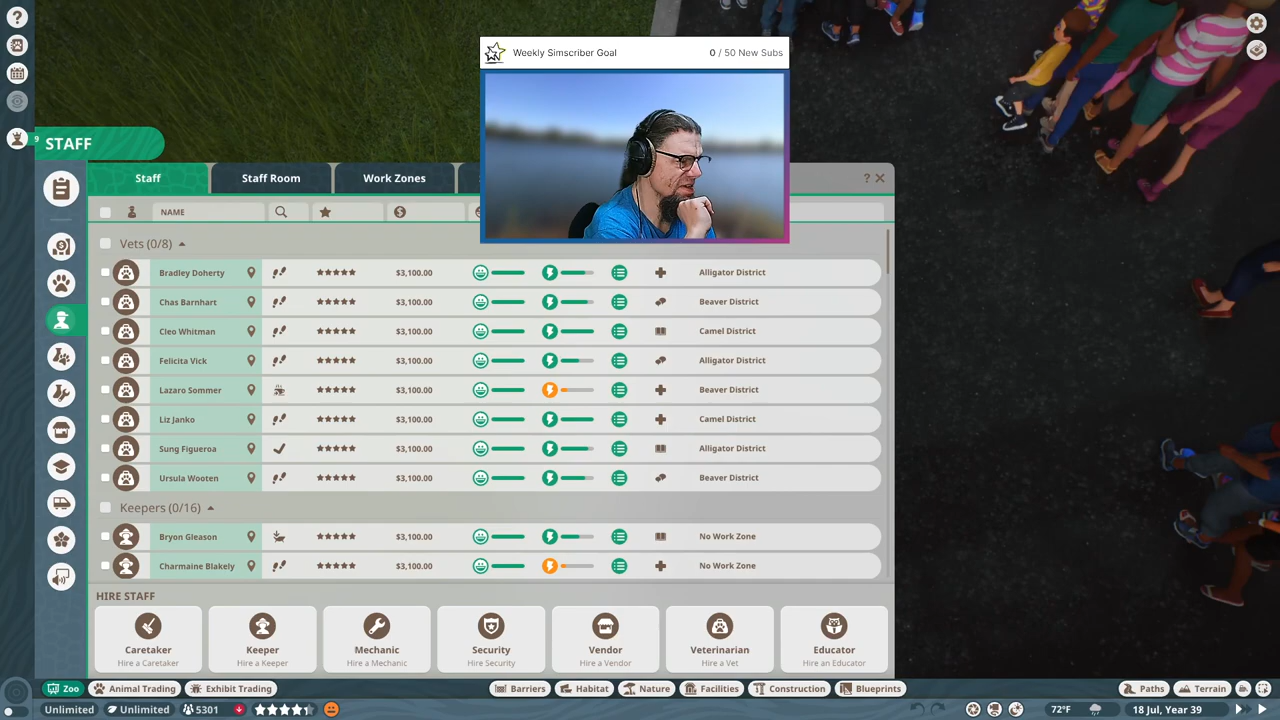 Weekly Simscriber Goal 0 / 50 New Subs
9 STAFF
Staff Staff Room Work Zones ?
NAME
Vets (0/8)
Bradley Doherty $3,100.00 Alligator District
Chas Barnhart $3,100.00 Beaver District
Cleo Whitman $3,100.00 Camel District
Felicita Vick $3,100.00 Alligator District
Lazaro Sommer $3,100.00 Beaver District
Liz Janko $3,100.00 Camel District
Sung Figueroa $3,100.00 Alligator District
Ursula Wooten $3,100.00 Beaver District
Keepers (0/16)
Bryon Gleason $3,100.00 No Work Zone
Charmaine Blakely $3,100.00 No Work Zone
HIRE STAFF
Caretaker Keeper Mechanic Security Vendor Veterinarian Educator
Hire a Caretaker Hire a Keeper Hire a Mechanic Hire Security Hire a Vendor Hire a Vet Hire an Educator
Zoo Animal Trading Exhibit Trading Barriers Habitat Nature Facilities Construction Blueprints Paths Terrain
Unlimited Unlimited 5301 72°F 18 Jul, Year 39